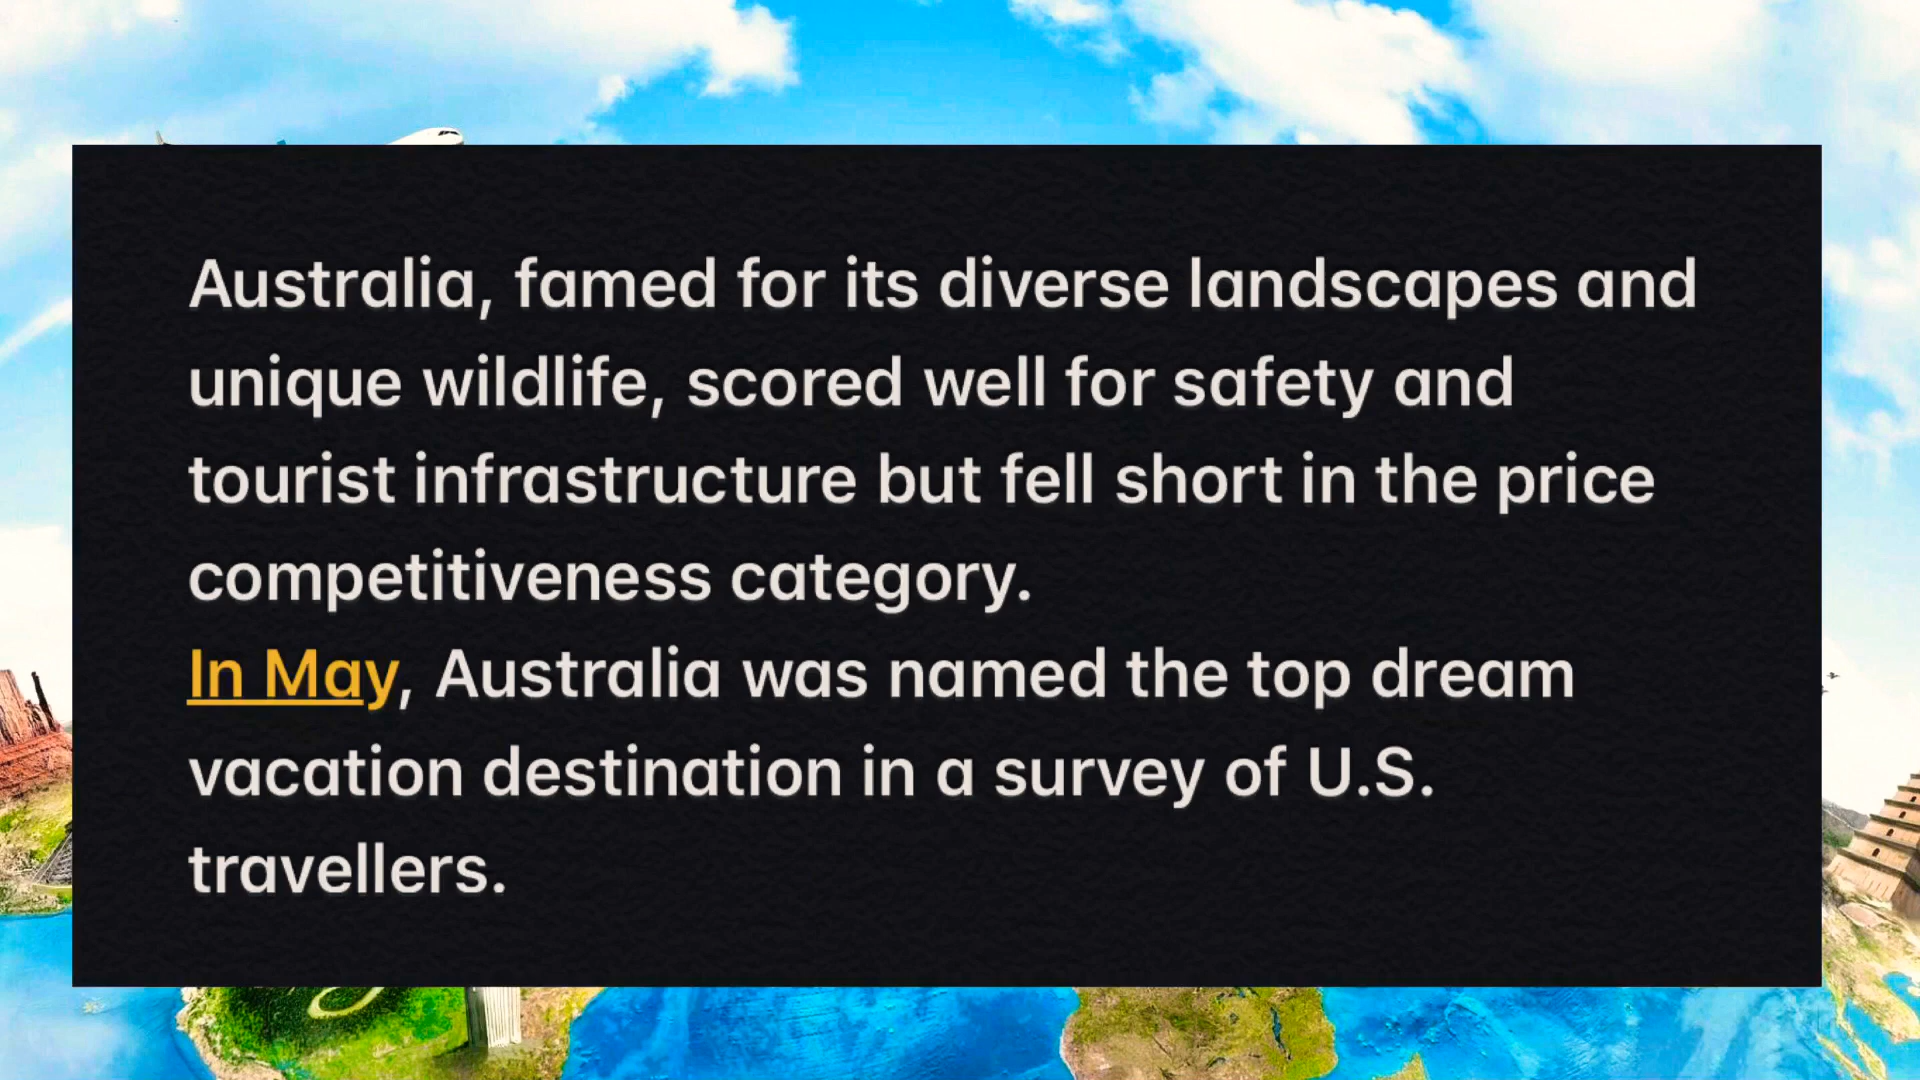 Australia, famed for its diverse landscapes and
unique wildlife, scored well for safety and
tourist infrastructure but fell short in the price
competitiveness category.
In May, Australia was named the top dream
vacation destination in a survey of U.S.
travellers.